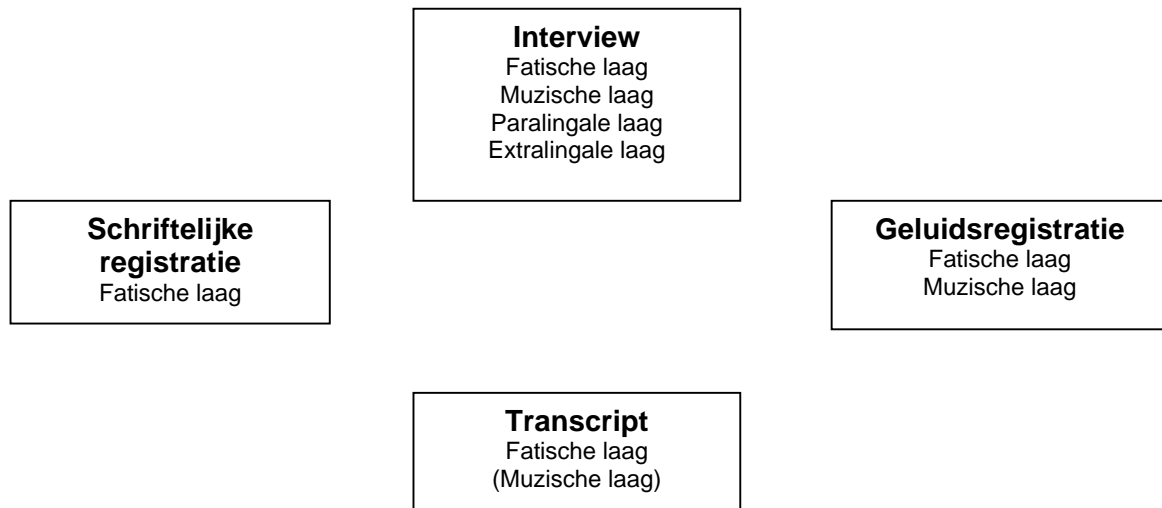 Interview
Fatische laag
Muzische laag
Paralingale laag
Extralingale laag
Schriftelijke
registratie
Fatische laag
Geluidsregistratie
Fatische laag
Muzische laag
Transcript
Fatische laag
(Muzische laag)